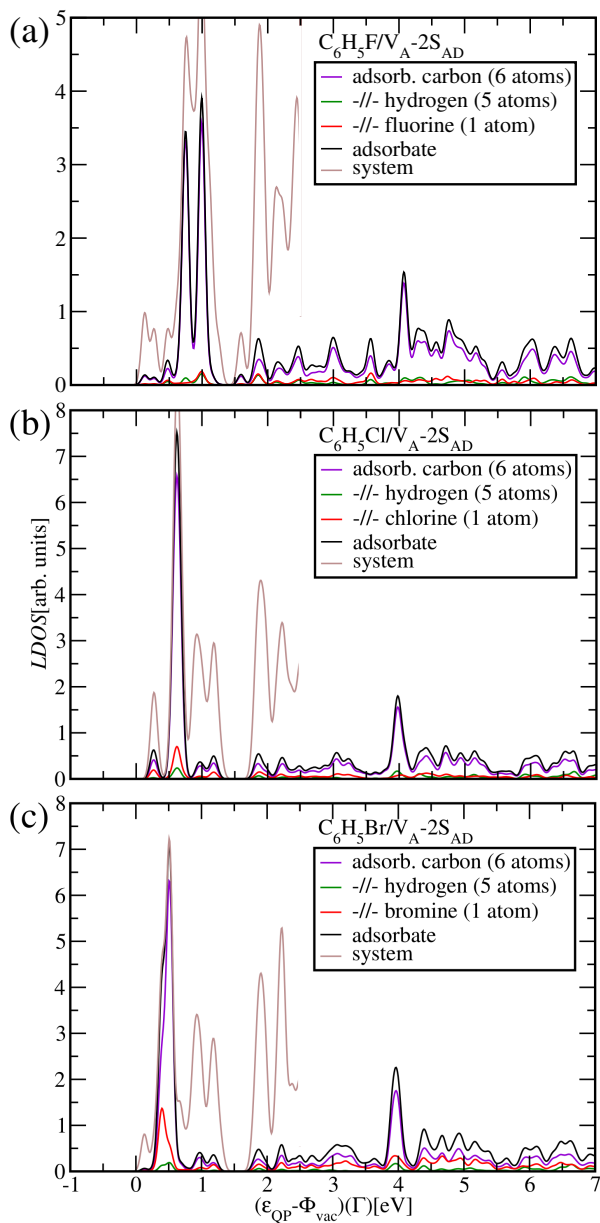 (a)
C6H5F/VA-2SAD
adsorb. carbon (6 atoms)
-//- hydrogen (5 atoms)
-//- fluorine (1 atom)
adsorbate
system
5
4
3
2
1
0
(b)
C6H5Cl/VA-2SAD
adsorb. carbon (6 atoms)
-//- hydrogen (5 atoms)
-//- chlorine (1 atom)
adsorbate
system
8
7
6
5
4
3
2
1
0
LDOS[arb. units]
(c)
C6H5Br/VA-2SAD
adsorb. carbon (6 atoms)
-//- hydrogen (5 atoms)
-//- bromine (1 atom)
adsorbate
system
8
7
6
5
4
3
2
1
0
-1 0 1 2 3 4 5 6 7
(εQP-Φvac)(Γ)[eV]